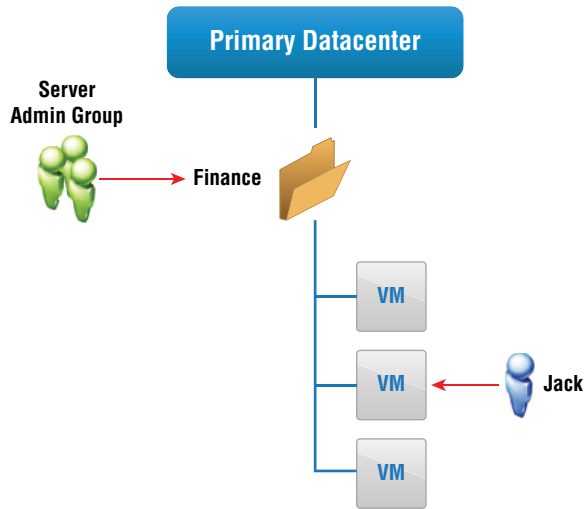 Primary Datacenter
Server
Admin Group
Finance
VM
VM
Jack
VM